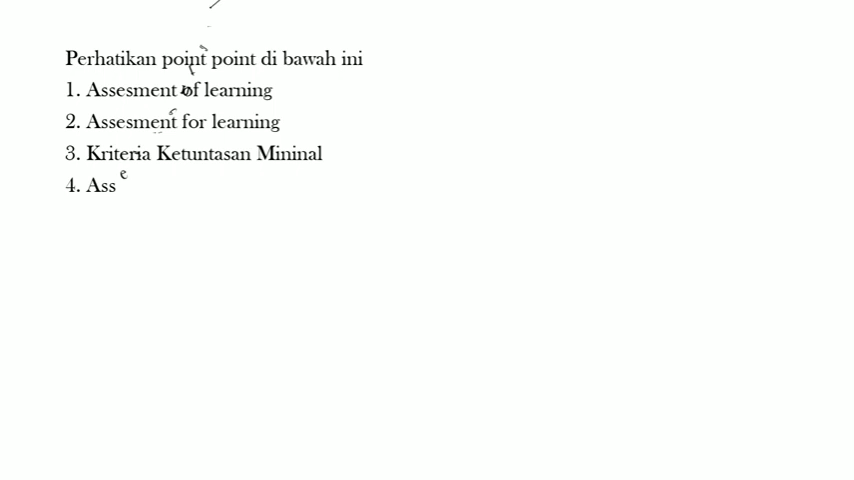 Perhatikan point point di bawah ini
1. Assesment of learning
2. Assesment for learning
3. Kriteria Ketuntasan Mininal
4. Ass